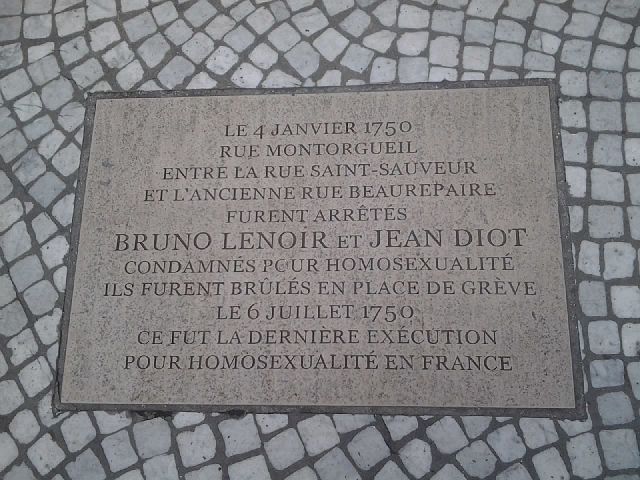 LE 4 JANVIER 1750
RUE MONTORGUEIL
ENTRE LA RUE SAINT-SAUVEUR
ET L'ANCIENNE RUE BEAUREPAIRE
FURENT ARRÊTÉS
BRUNO LENOIR ET JEAN DIOT
CONDAMNÉS POUR HOMOSEXUALITÉ
ILS FURENT BRÛLÉS EN PLACE DE GRÈVE
LE 6 JUILLET 1750
CE FUT LA DERNIÈRE EXÉCUTION
POUR HOMOSEXUALITÉ EN FRANCE